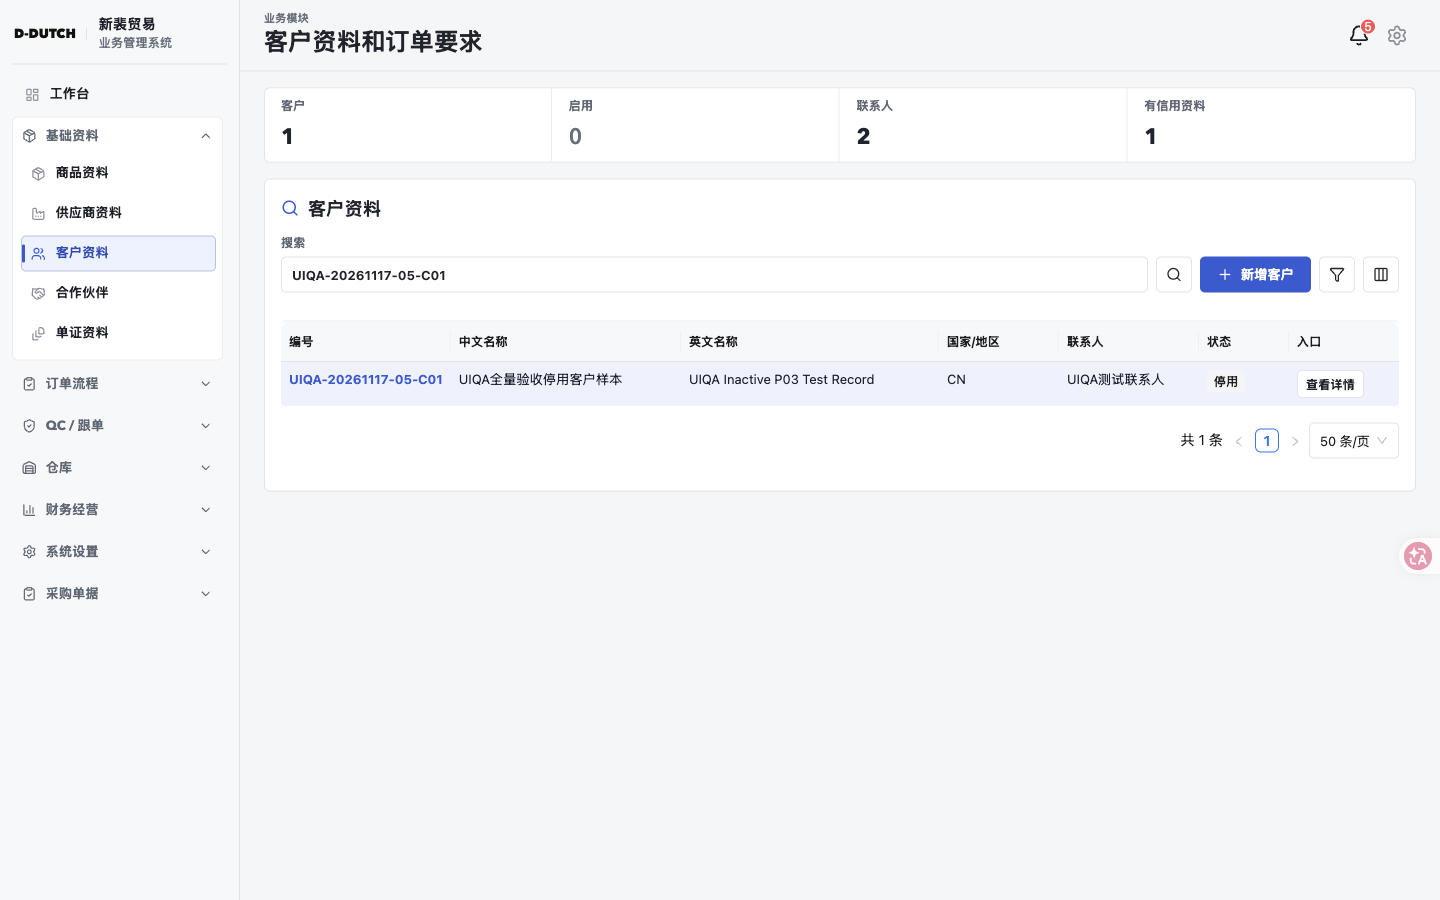 D-DUTCH
新裴贸易
业务管理系统
工作台
基础资料
商品资料
供应商资料
客户资料
合作伙伴
单证资料
订单流程
QC / 跟单
仓库
财务经营
系统设置
采购单据
业务模块
客户资料和订单要求
5
客户
1
启用
0
联系人
2
有信用资料
1
客户资料
搜索
UIQA-20261117-05-C01
新增客户
编号 中文名称 英文名称 国家/地区 联系人 状态 入口
UIQA-20261117-05-C01 UIQA全量验收停用客户样本 UIQA Inactive P03 Test Record CN UIQA测试联系人 停用 查看详情
共 1 条 1 50 条/页